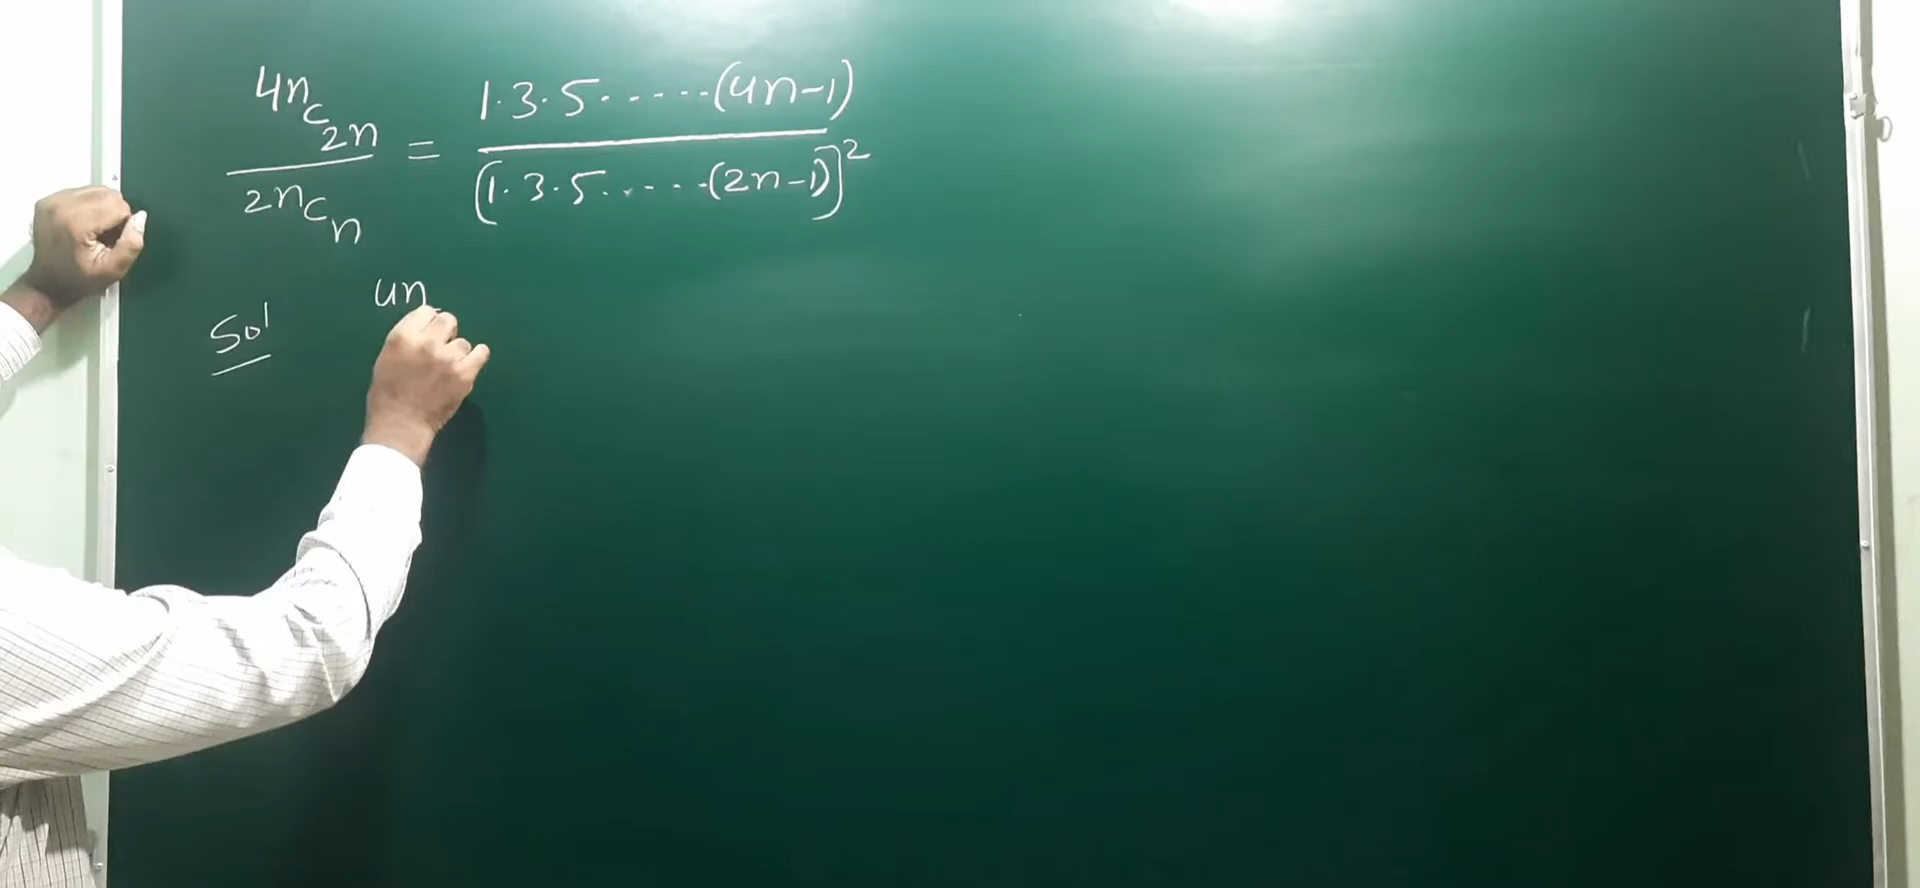 4nC2n / 2nCn = 1·3·5·-----(4n-1) / [1·3·5·-----(2n-1)]²
Sol 4n